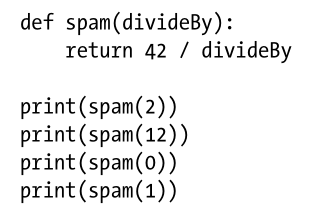 def spam(divideBy):
    return 42 / divideBy

print(spam(2))
print(spam(12))
print(spam(0))
print(spam(1))